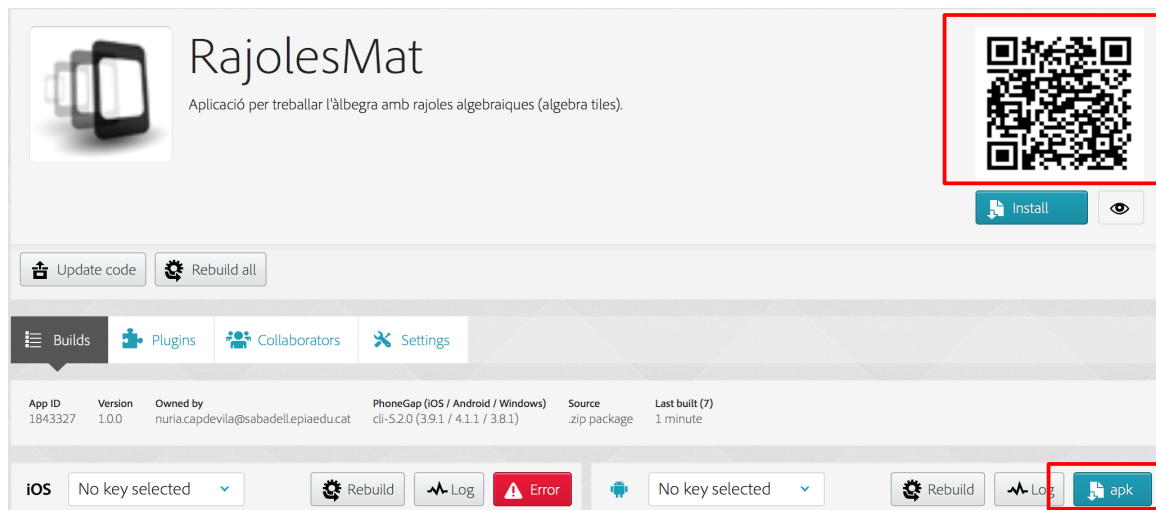 RajolesMat
Aplicació per treballar l'àlbegra amb rajoles algebraiques (algebra tiles).
Install
Update code Rebuild all
Builds Plugins Collaborators Settings
App ID Version Owned by PhoneGap (iOS / Android / Windows) Source Last built (7)
1843327 1.0.0 nuria.capdevila@sabadell.epiaedu.cat cli-5.2.0 (3.9.1 / 4.1.1 / 3.8.1) .zip package 1 minute
iOS No key selected Rebuild Log Error No key selected Rebuild Log apk